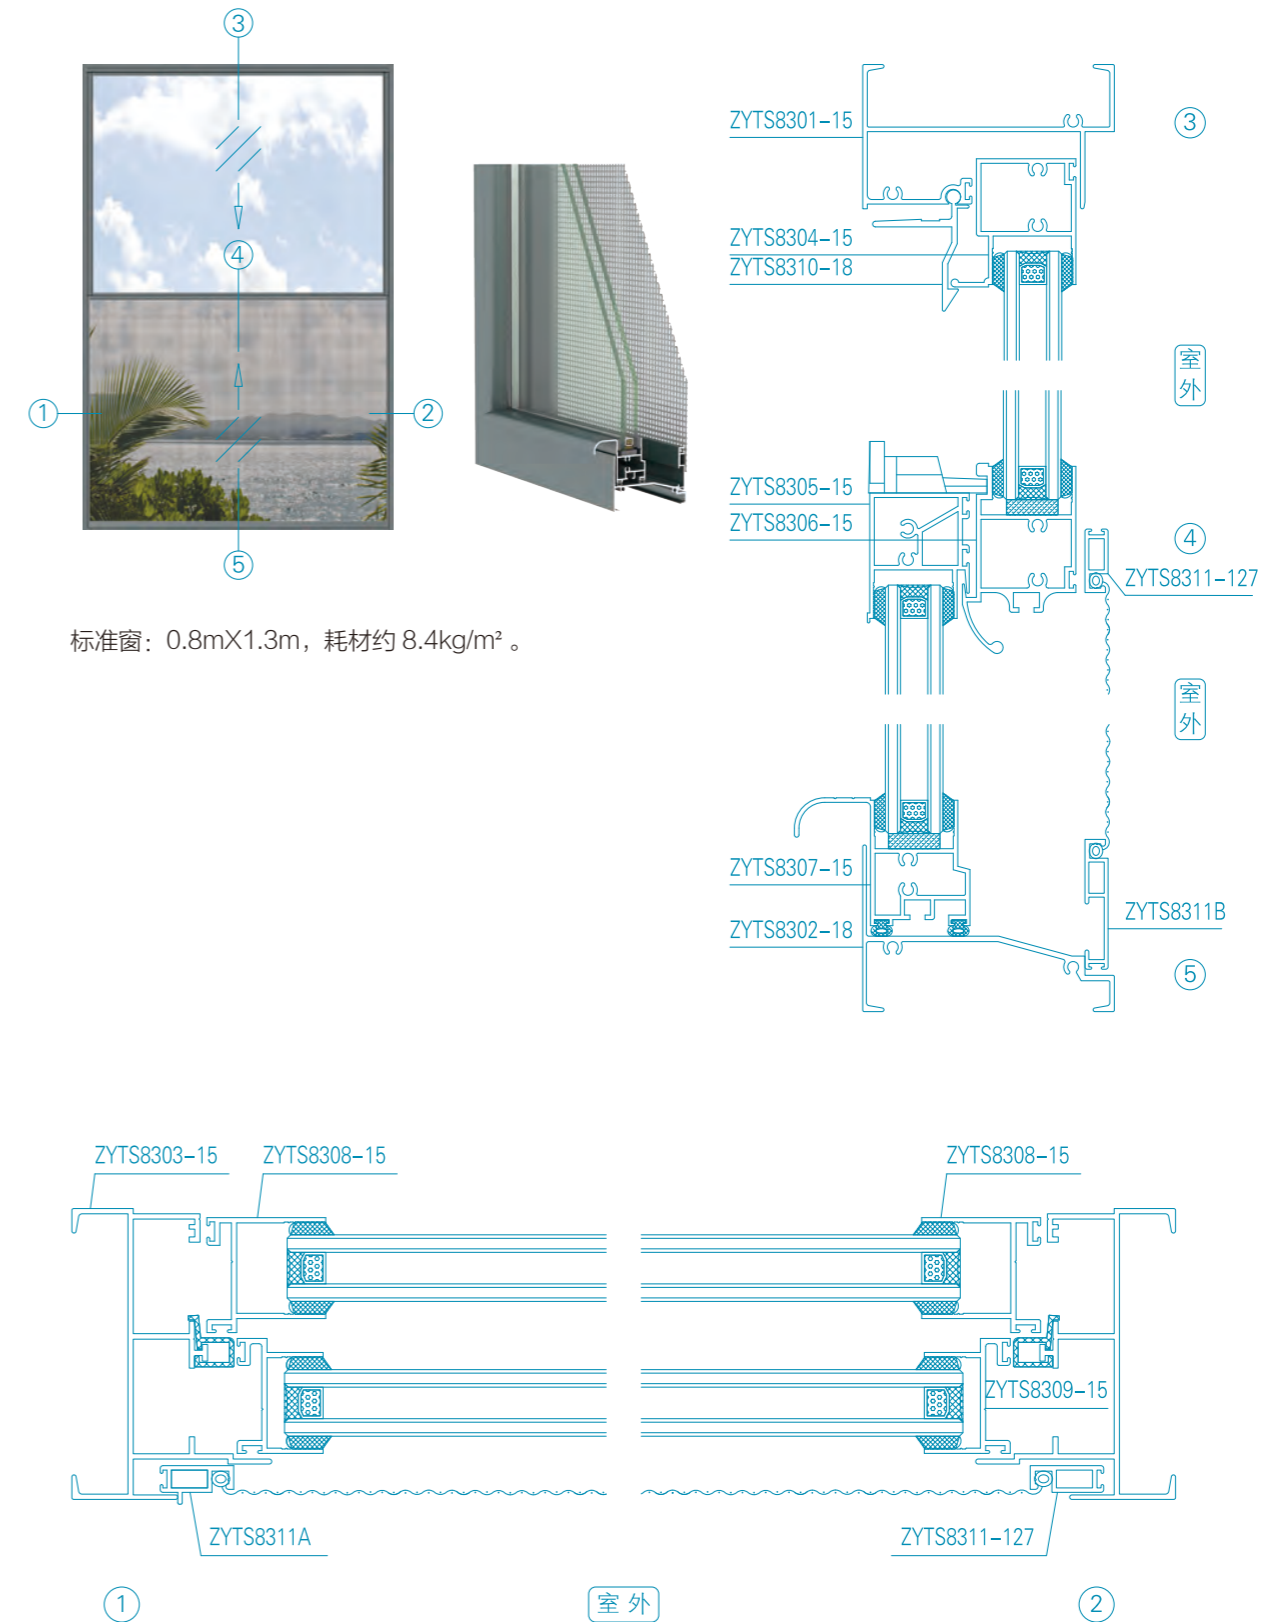 ③
④
①
②
⑤
标准窗：0.8mX1.3m，耗材约 8.4kg/m² 。
ZYTS8301-15
③
ZYTS8304-15
ZYTS8310-18
室外
ZYTS8305-15
ZYTS8306-15
④
ZYTS8311-127
室外
ZYTS8307-15
ZYTS8311B
ZYTS8302-18
⑤
ZYTS8303-15
ZYTS8308-15
ZYTS8308-15
ZYTS8309-15
ZYTS8311A
ZYTS8311-127
①
室外
②